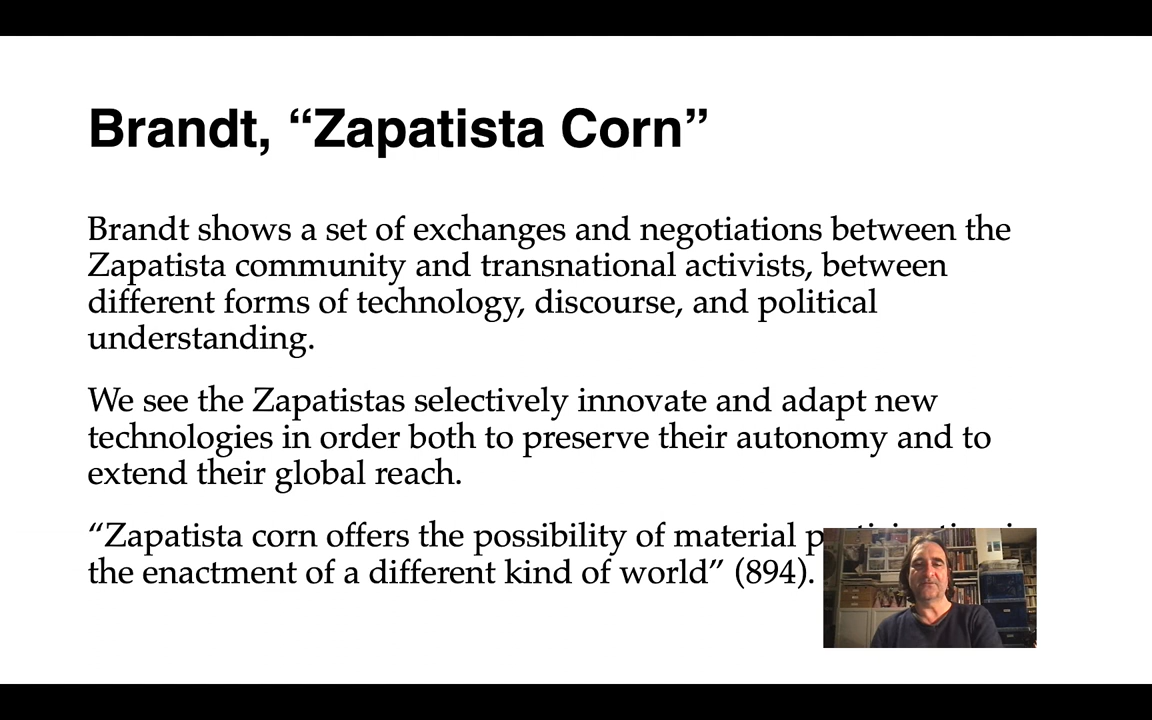 Brandt, “Zapatista Corn”
Brandt shows a set of exchanges and negotiations between the
Zapatista community and transnational activists, between
different forms of technology, discourse, and political
understanding.
We see the Zapatistas selectively innovate and adapt new
technologies in order both to preserve their autonomy and to
extend their global reach.
“Zapatista corn offers the possibility of material
the enactment of a different kind of world” (894).